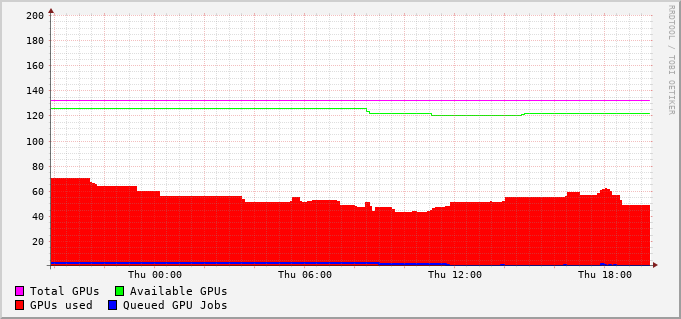 200
180
160
140
120
100
80
60
40
20
Thu 00:00 Thu 06:00 Thu 12:00 Thu 18:00
Total GPUs Available GPUs
GPUs used Queued GPU Jobs
RRDTOOL / TOBI OETIKER